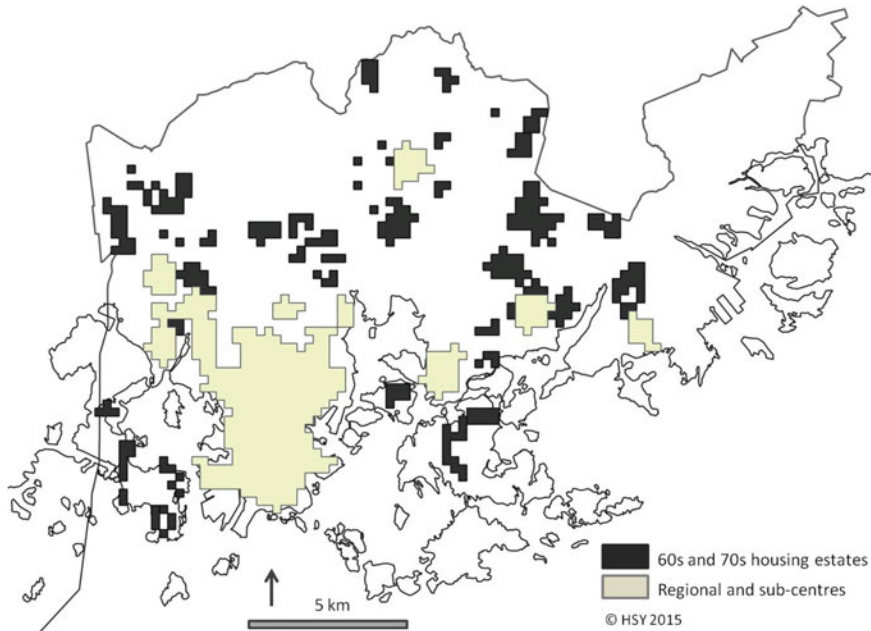 60s and 70s housing estates
Regional and sub-centres
5 km
© HSY 2015